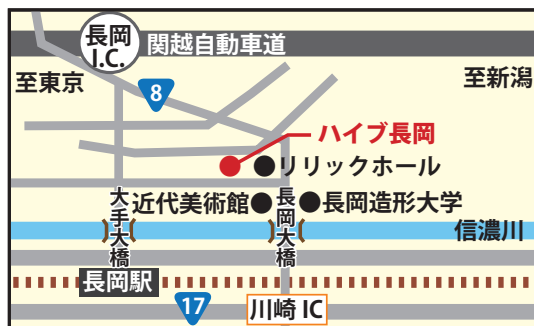 長岡
I.C.
関越自動車道
至東京
至新潟
8
ハイブ長岡
リリックホール
大手大橋
近代美術館
長岡大橋
長岡造形大学
信濃川
長岡駅
17
川崎 IC